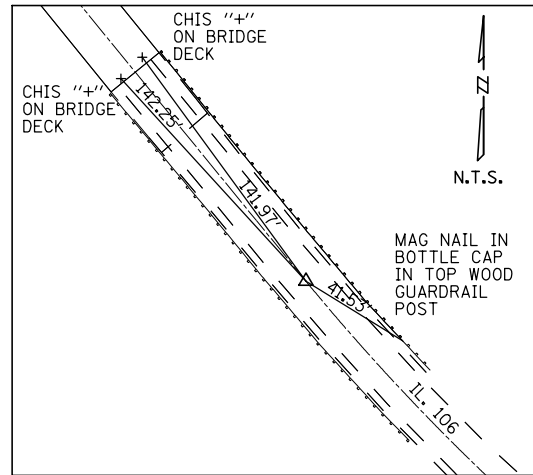 CHIS "+"
ON BRIDGE
DECK
CHIS "+"
ON BRIDGE
DECK
N
N.T.S.
142.25'
141.97'
41.53'
MAG NAIL IN
BOTTLE CAP
IN TOP WOOD
GUARDRAIL
POST
IL. 106